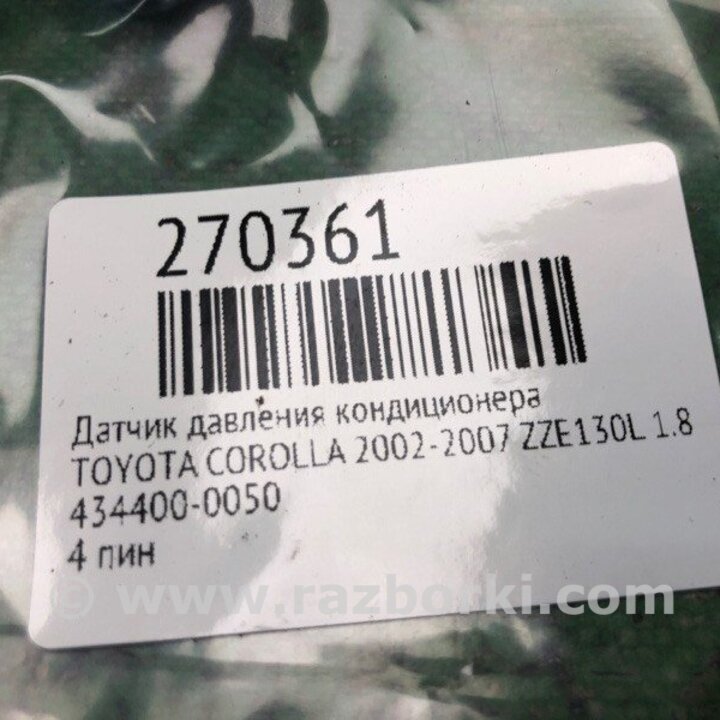 270361
Датчик давления кондиционера
TOYOTA COROLLA 2002-2007 ZZE130L 1.8
434400-0050
4 пин
© www.razborki.com